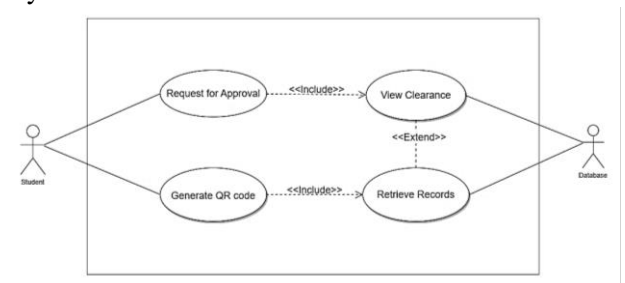 y
Request for Approval
<<Include>>
View Clearance
<<Extend>>
Student
Database
Generate QR code
<<Include>>
Retrieve Records